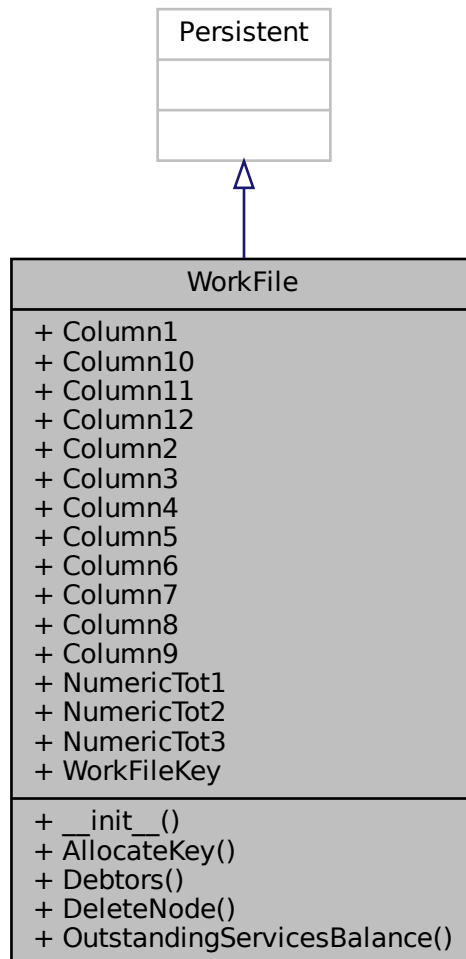 Persistent
WorkFile
+ Column1
+ Column10
+ Column11
+ Column12
+ Column2
+ Column3
+ Column4
+ Column5
+ Column6
+ Column7
+ Column8
+ Column9
+ NumericTot1
+ NumericTot2
+ NumericTot3
+ WorkFileKey
+ __init__()
+ AllocateKey()
+ Debtors()
+ DeleteNode()
+ OutstandingServicesBalance()